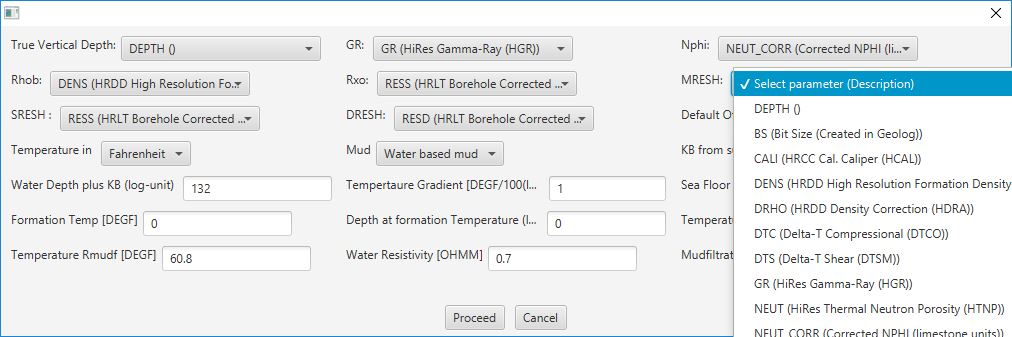 True Vertical Depth: DEPTH () GR: GR (HiRes Gamma-Ray (HGR)) Nphi: NEUT_CORR (Corrected NPHI (li...
Rhob: DENS (HRDD High Resolution Fo... Rxo: RESS (HRLT Borehole Corrected ... MRESH:
✓ Select parameter (Description)
SRESH : RESS (HRLT Borehole Corrected ... DRESH: RESD (HRLT Borehole Corrected ... Default Of
DEPTH ()
BS (Bit Size (Created in Geolog))
Temperature in Fahrenheit Mud Water based mud KB from su
CALI (HRCC Cal. Caliper (HCAL))
Water Depth plus KB (log-unit) 132 Tempertaure Gradient [DEGF/100(l... 1 Sea Floor
DENS (HRDD High Resolution Formation Density
DRHO (HRDD Density Correction (HDRA))
Formation Temp [DEGF] 0 Depth at formation Temperature (l... 0 Temperatu
DTC (Delta-T Compressional (DTCO))
Temperature Rmudf [DEGF] 60.8 Water Resistivity [OHMM] 0.7 Mudfiltrat
DTS (Delta-T Shear (DTSM))
GR (HiRes Gamma-Ray (HGR))
NEUT (HiRes Thermal Neutron Porosity (HTNP))
Proceed Cancel
NEUT_CORR (Corrected NPHI (limestone units))